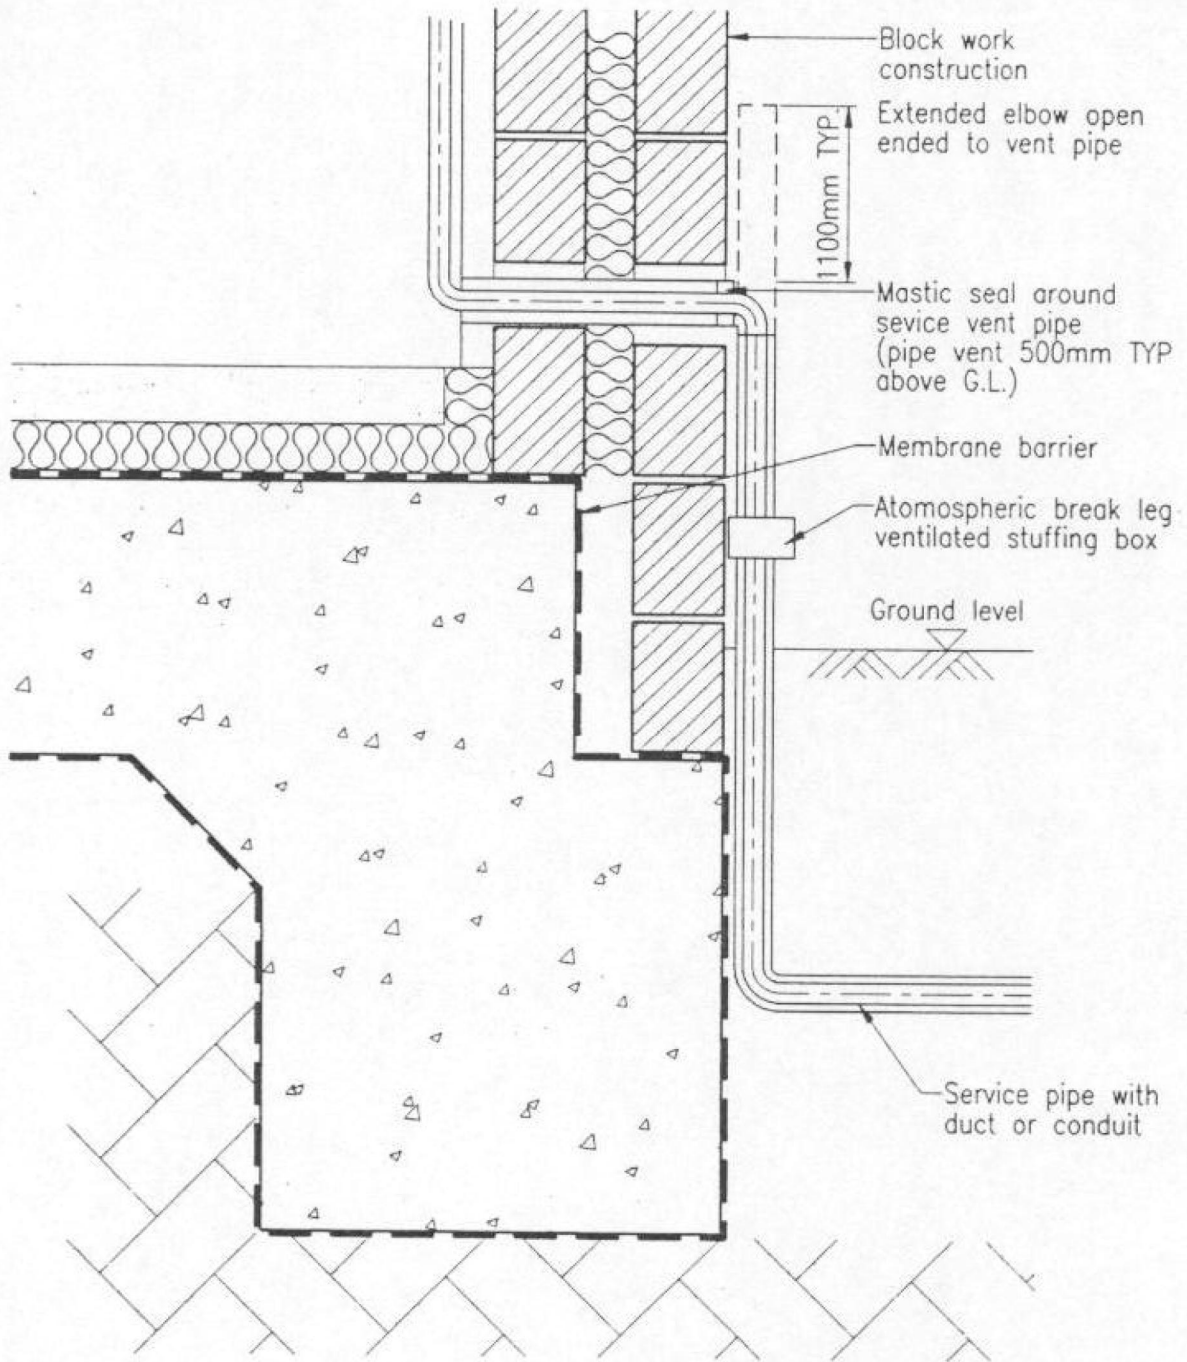 Block work
construction
Extended elbow open
ended to vent pipe
1100mm TYP.
Mastic seal around
sevice vent pipe
(pipe vent 500mm TYP
above G.L.)
Membrane barrier
Atomospheric break leg
ventilated stuffing box
Ground level
Service pipe with
duct or conduit